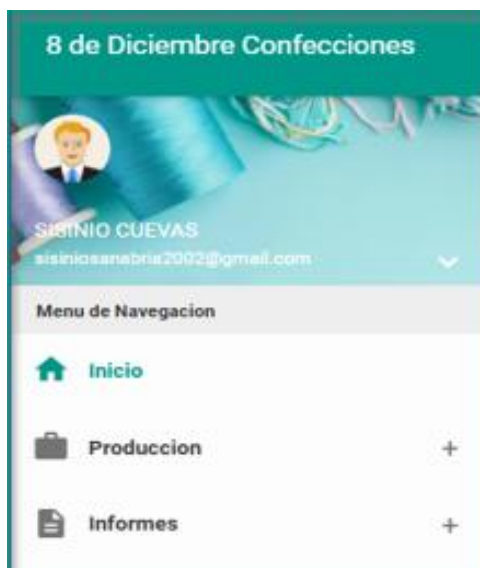 8 de Diciembre Confecciones
SISINIO CUEVAS
sisiniosanabria2002@gmail.com
Menu de Navegacion
Inicio
Produccion
Informes